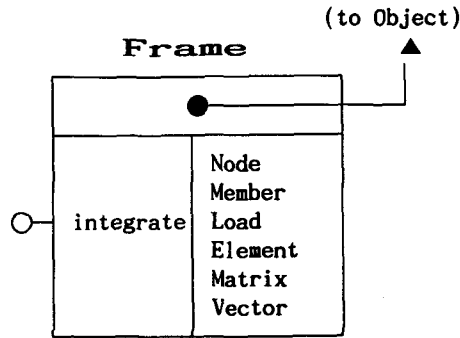 (to Object)
Frame
Node
Member
integrate Load
Element
Matrix
Vector